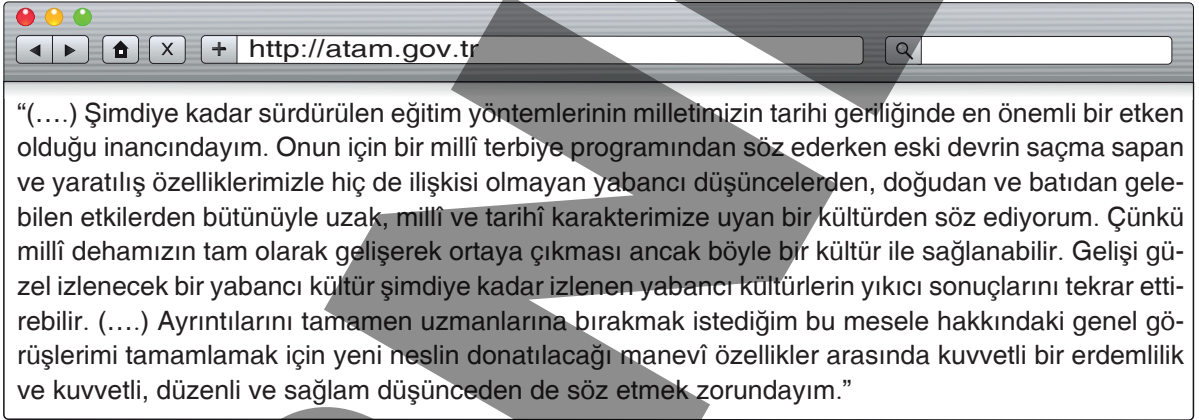 X + http://atam.gov.tr
“(....) Şimdiye kadar sürdürülen eğitim yöntemlerinin milletimizin tarihi geriliğinde en önemli bir etken
olduğu inancındayım. Onun için bir millî terbiye programından söz ederken eski devrin saçma sapan
ve yaratılış özelliklerimizle hiç de ilişkisi olmayan yabancı düşüncelerden, doğudan ve batıdan gele-
bilen etkilerden bütünüyle uzak, millî ve tarihî karakterimize uyan bir kültürden söz ediyorum. Çünkü
millî dehamızın tam olarak gelişerek ortaya çıkması ancak böyle bir kültür ile sağlanabilir. Gelişi gü-
zel izlenecek bir yabancı kültür şimdiye kadar izlenen yabancı kültürlerin yıkıcı sonuçlarını tekrar etti-
rebilir. (....) Ayrıntılarını tamamen uzmanlarına bırakmak istediğim bu mesele hakkındaki genel gö-
rüşlerimi tamamlamak için yeni neslin donatılacağı manevî özellikler arasında kuvvetli bir erdemlilik
ve kuvvetli, düzenli ve sağlam düşünceden de söz etmek zorundayım.”